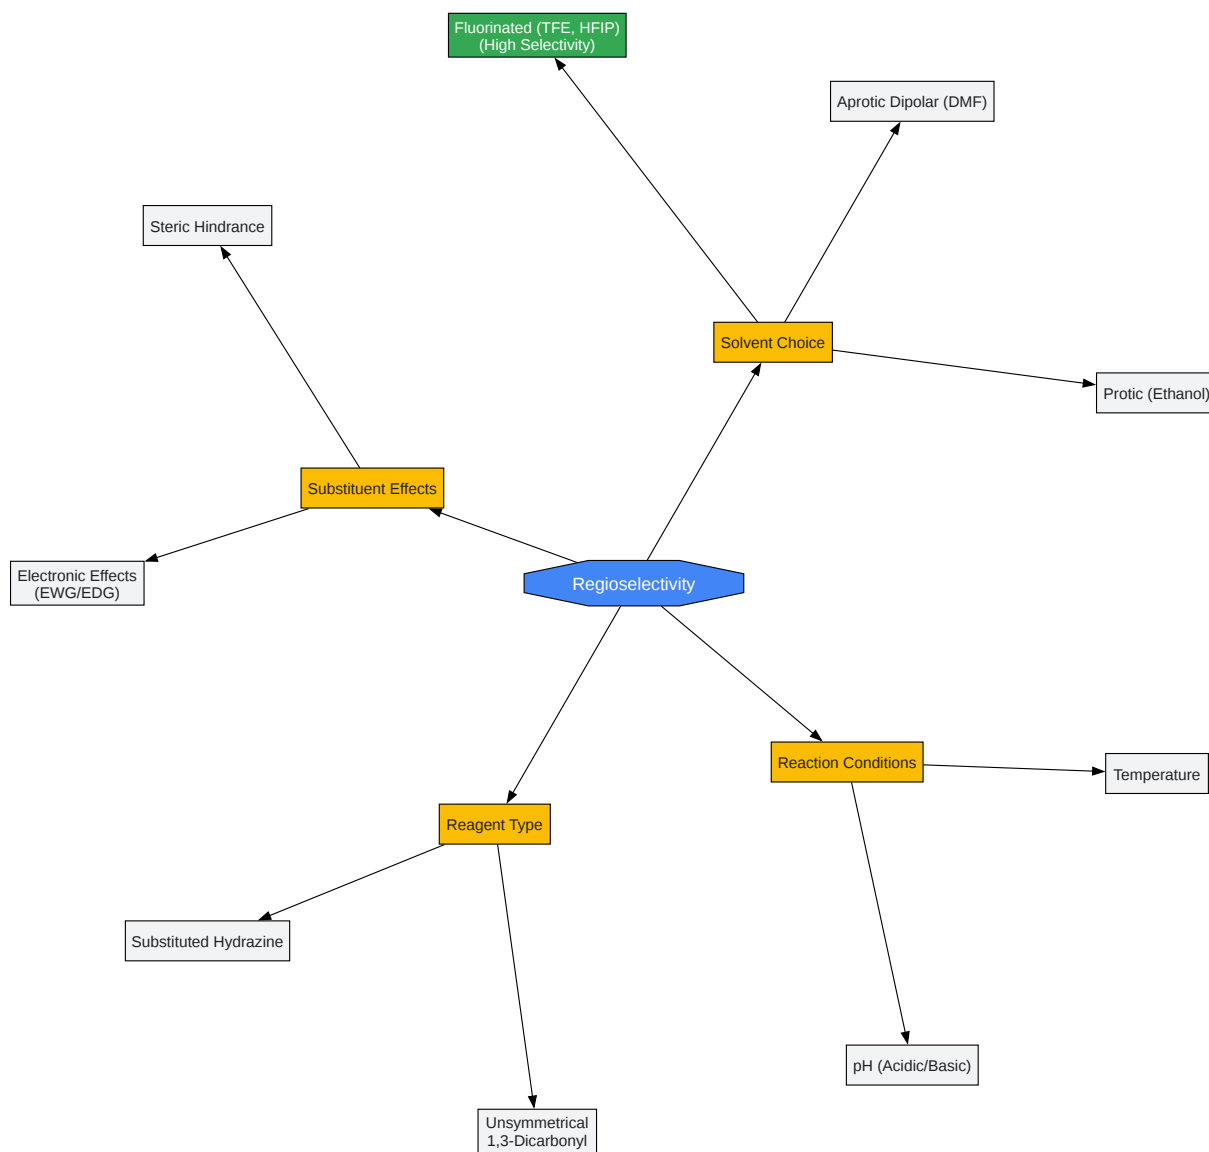 Fluorinated (TFE, HFIP)
(High Selectivity)
Aprotic Dipolar (DMF)
Steric Hindrance
Solvent Choice
Protic (Ethanol)
Substituent Effects
Electronic Effects
(EWG/EDG)
Regioselectivity
Reaction Conditions
Temperature
Reagent Type
Substituted Hydrazine
pH (Acidic/Basic)
Unsymmetrical
1,3-Dicarbonyl